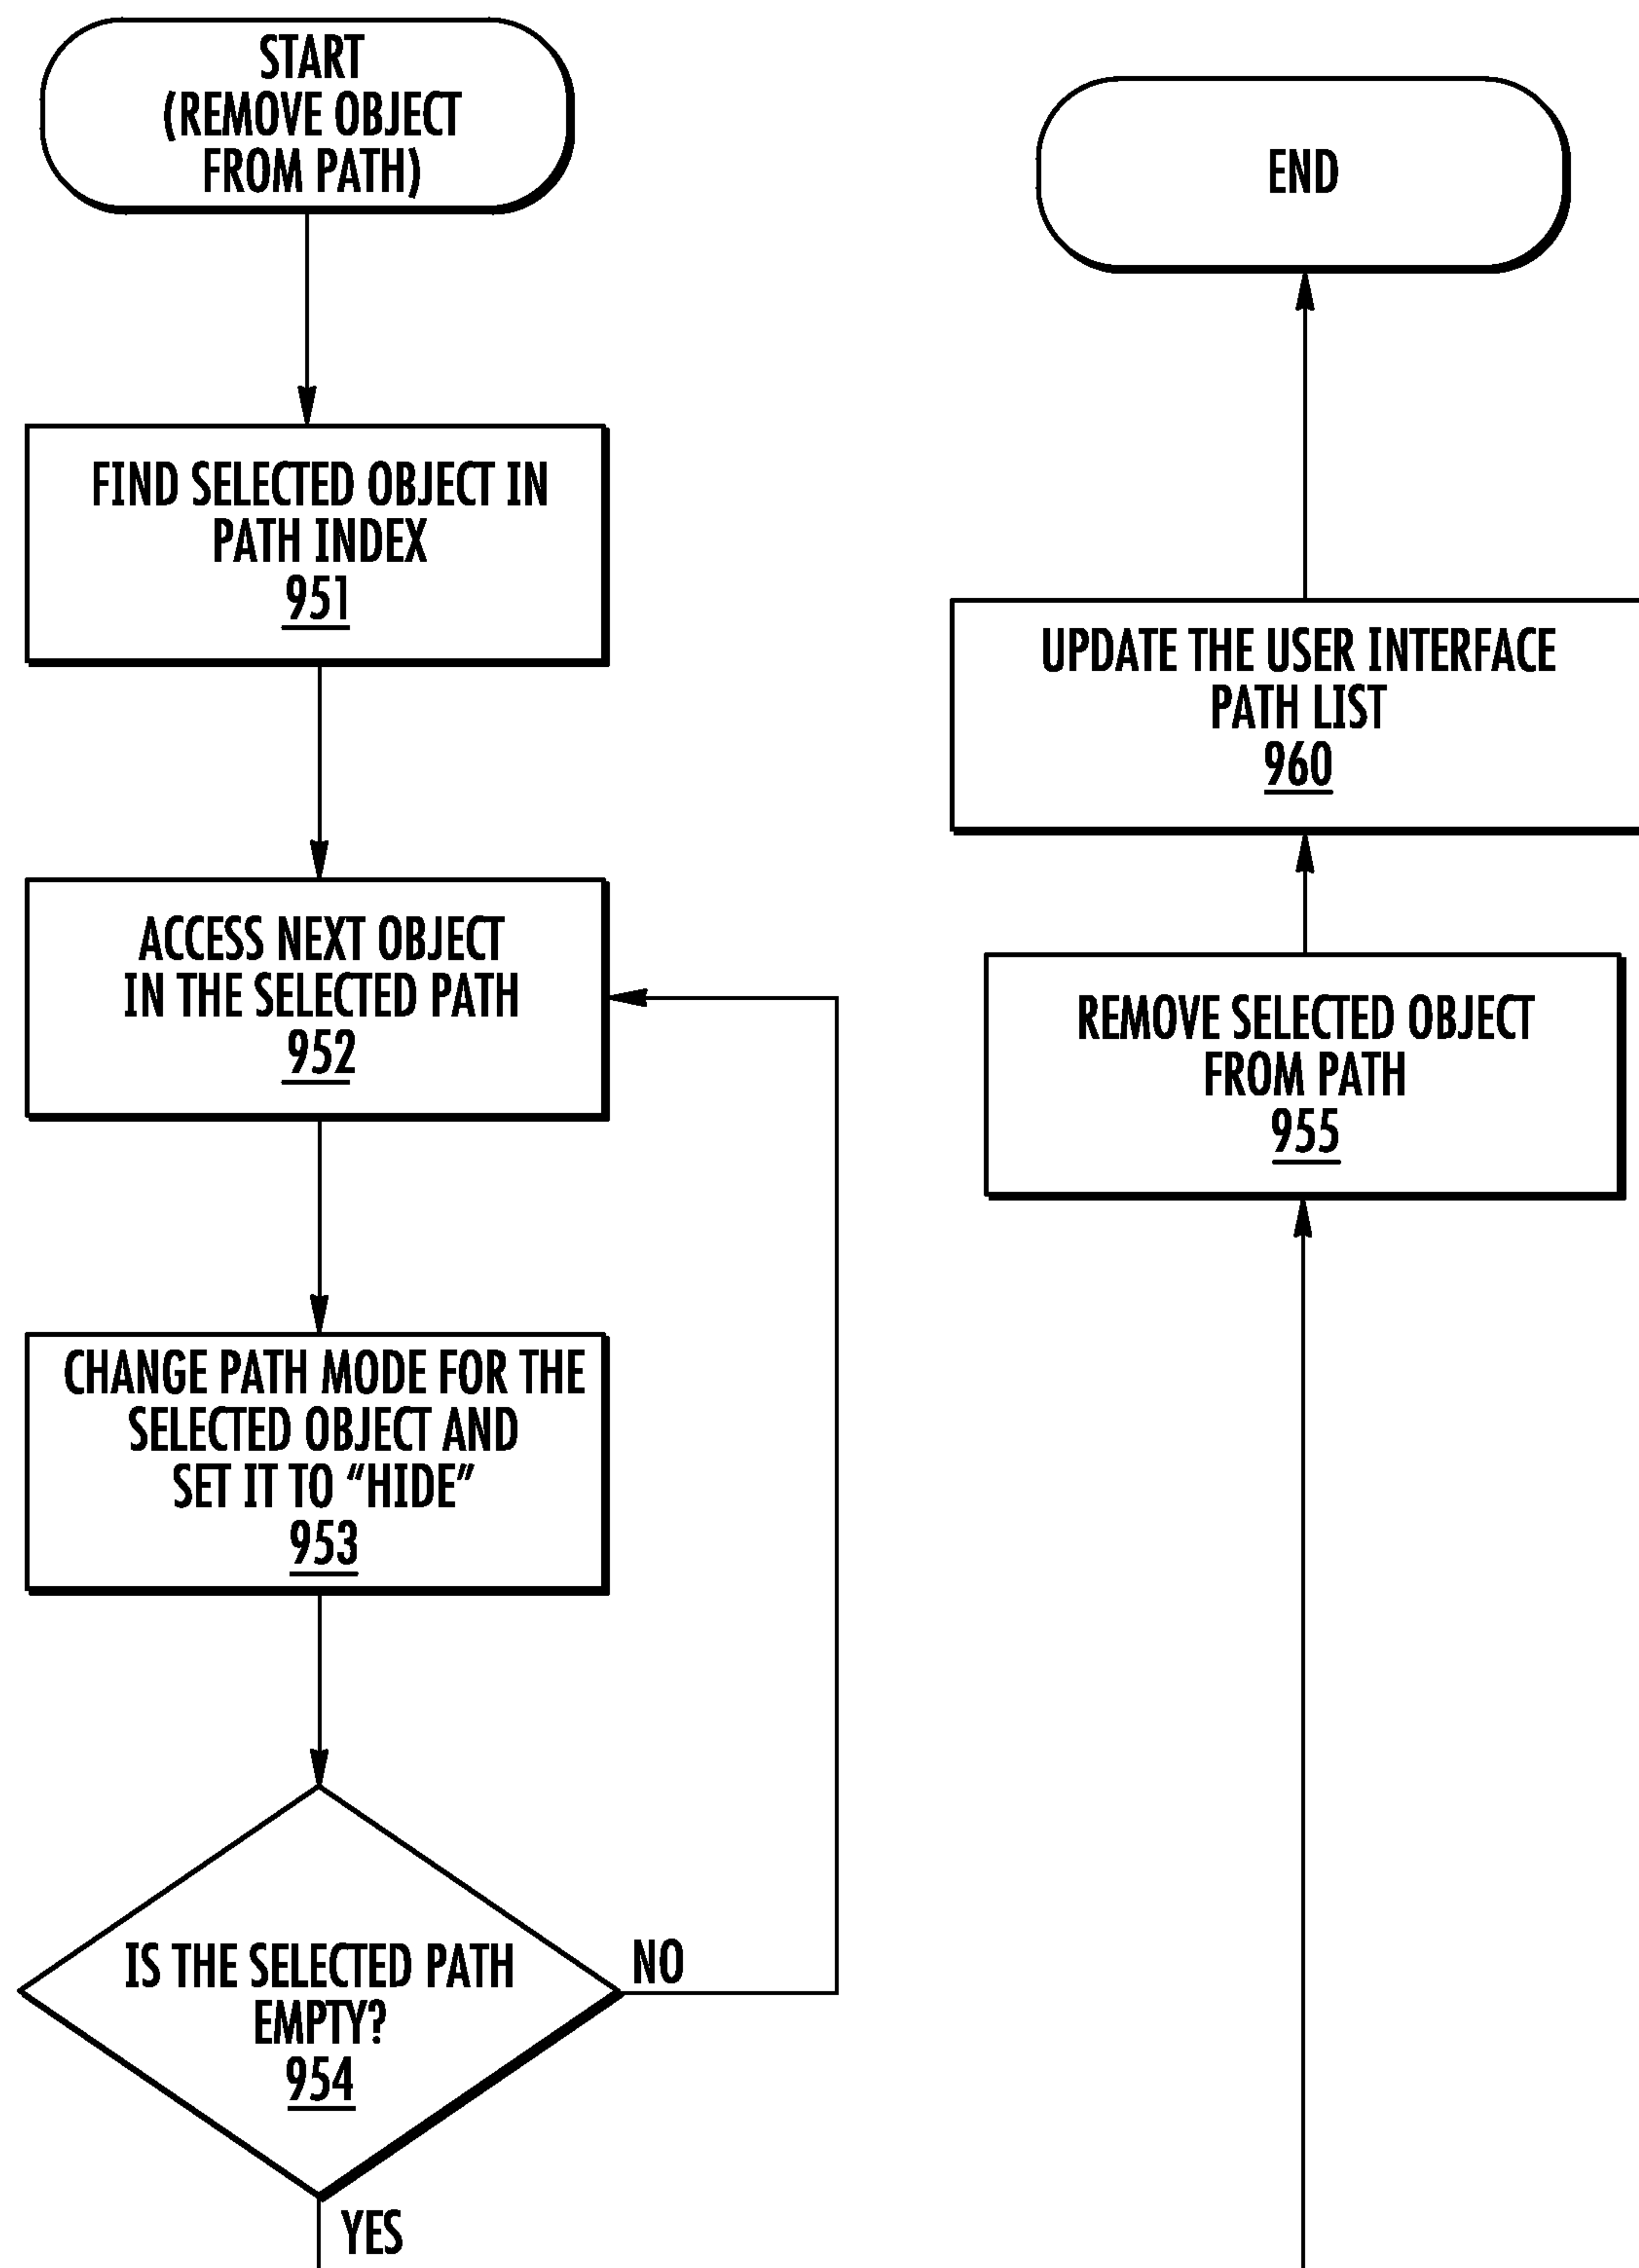 START
(REMOVE OBJECT
FROM PATH)
FIND SELECTED OBJECT IN
PATH INDEX
951
ACCESS NEXT OBJECT
IN THE SELECTED PATH
952
CHANGE PATH MODE FOR THE
SELECTED OBJECT AND
SET IT TO “HIDE”
953
IS THE SELECTED PATH
EMPTY?
954
NO
YES
END
UPDATE THE USER INTERFACE
PATH LIST
960
REMOVE SELECTED OBJECT
FROM PATH
955